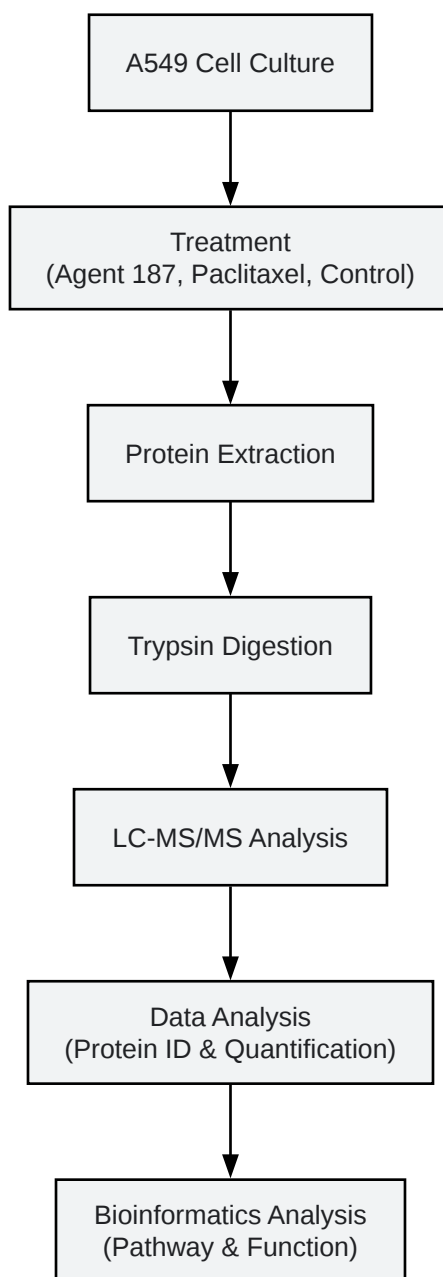 A549 Cell Culture
Treatment
(Agent 187, Paclitaxel, Control)
Protein Extraction
Trypsin Digestion
LC-MS/MS Analysis
Data Analysis
(Protein ID & Quantification)
Bioinformatics Analysis
(Pathway & Function)